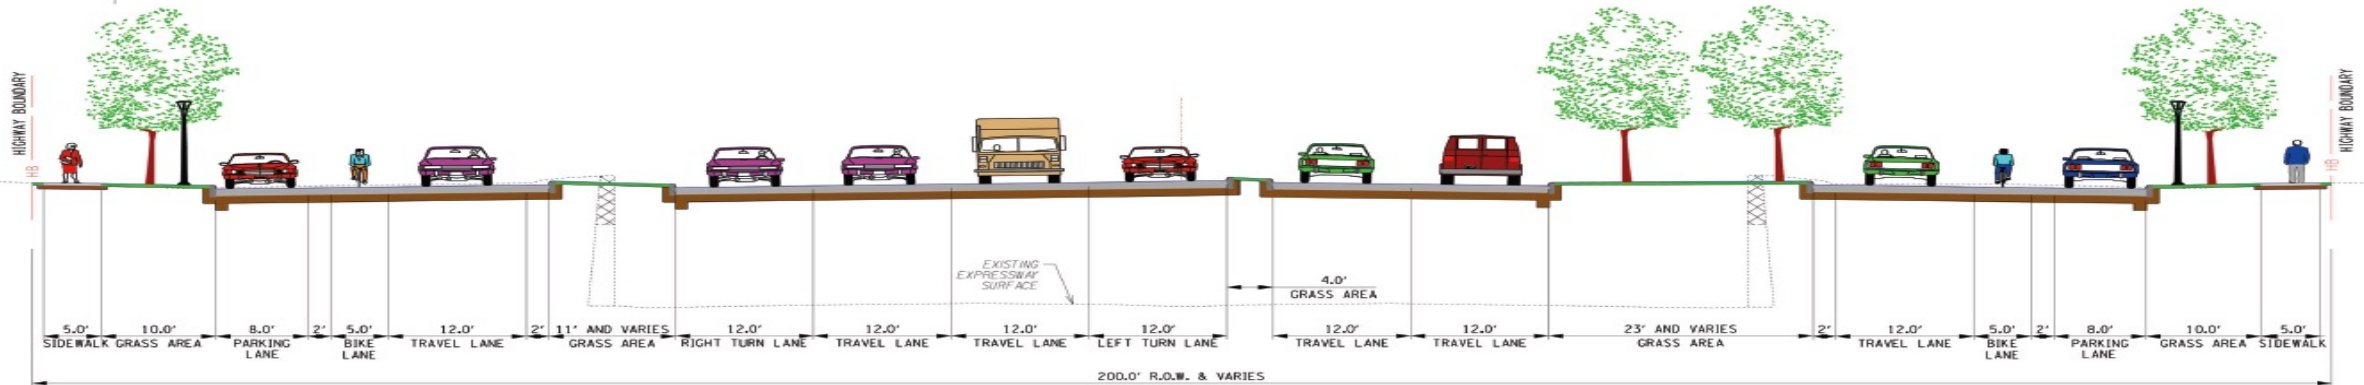 HIGHWAY BOUNDARY
HB
HIGHWAY BOUNDARY
HB
EXISTING
EXPRESSWAY
SURFACE
4.0'
GRASS AREA
5.0'
SIDEWALK
10.0'
GRASS AREA
8.0'
PARKING
LANE
2'
5.0'
BIKE
LANE
12.0'
TRAVEL LANE
2'
11' AND VARIES
GRASS AREA
12.0'
RIGHT TURN LANE
12.0'
TRAVEL LANE
12.0'
TRAVEL LANE
12.0'
LEFT TURN LANE
12.0'
TRAVEL LANE
12.0'
TRAVEL LANE
23' AND VARIES
GRASS AREA
2'
12.0'
TRAVEL LANE
5.0'
BIKE
LANE
2'
8.0'
PARKING
LANE
10.0'
GRASS AREA
5.0'
SIDEWALK
200.0' R.O.W. & VARIES